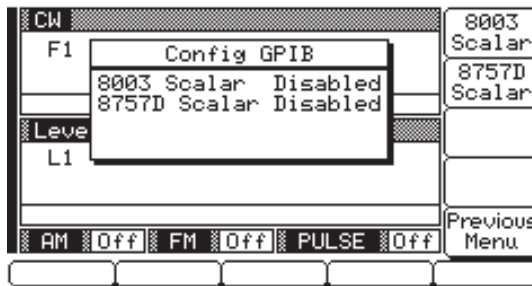 CW
F1
Config GPIB
8003 Scalar Disabled
8757D Scalar Disabled
Leve
L1
AM Off FM Off PULSE Off
8003
Scalar
8757D
Scalar
Previous
Menu